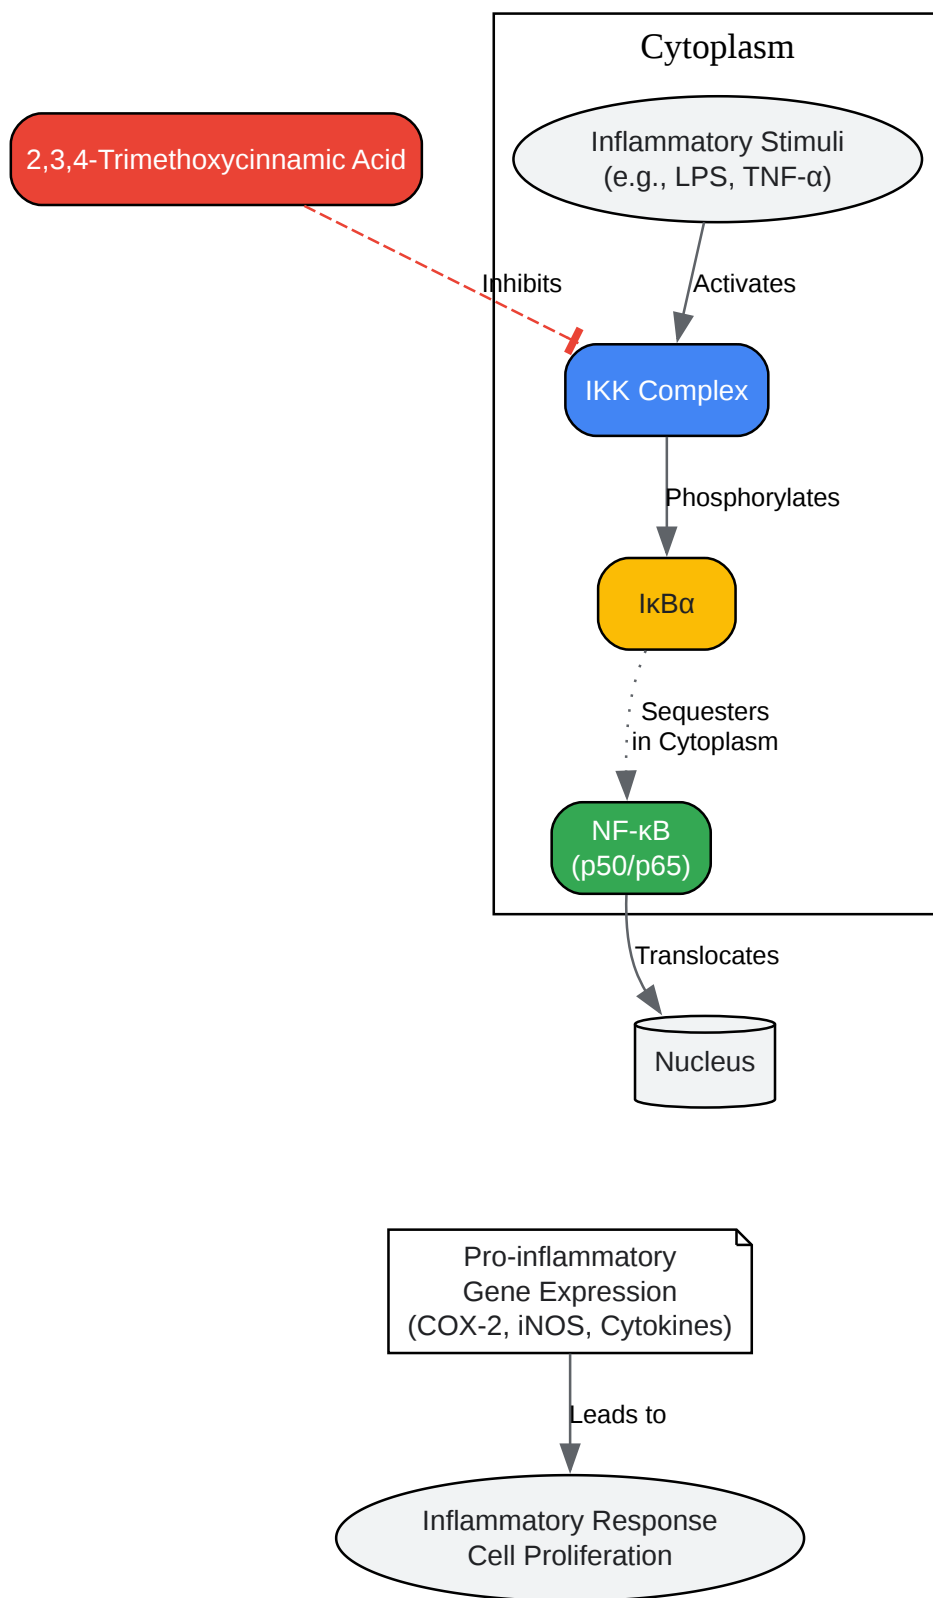 Cytoplasm
2,3,4-Trimethoxycinnamic Acid
Inflammatory Stimuli
(e.g., LPS, TNF-α)
Inhibits
Activates
IKK Complex
Phosphorylates
IκBα
Sequesters
in Cytoplasm
NF-κB
(p50/p65)
Translocates
Nucleus
Pro-inflammatory
Gene Expression
(COX-2, iNOS, Cytokines)
Leads to
Inflammatory Response
Cell Proliferation